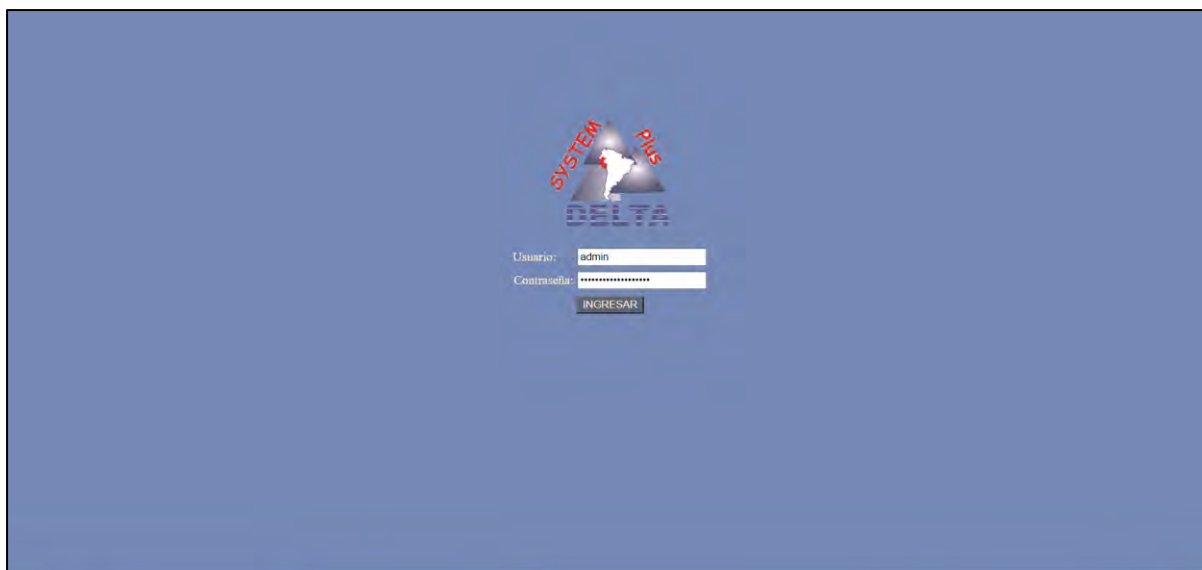 SYSTEM Plus
DELTA
Usuario: admin
Contraseña: •••••••••••••••••••
INGRESAR